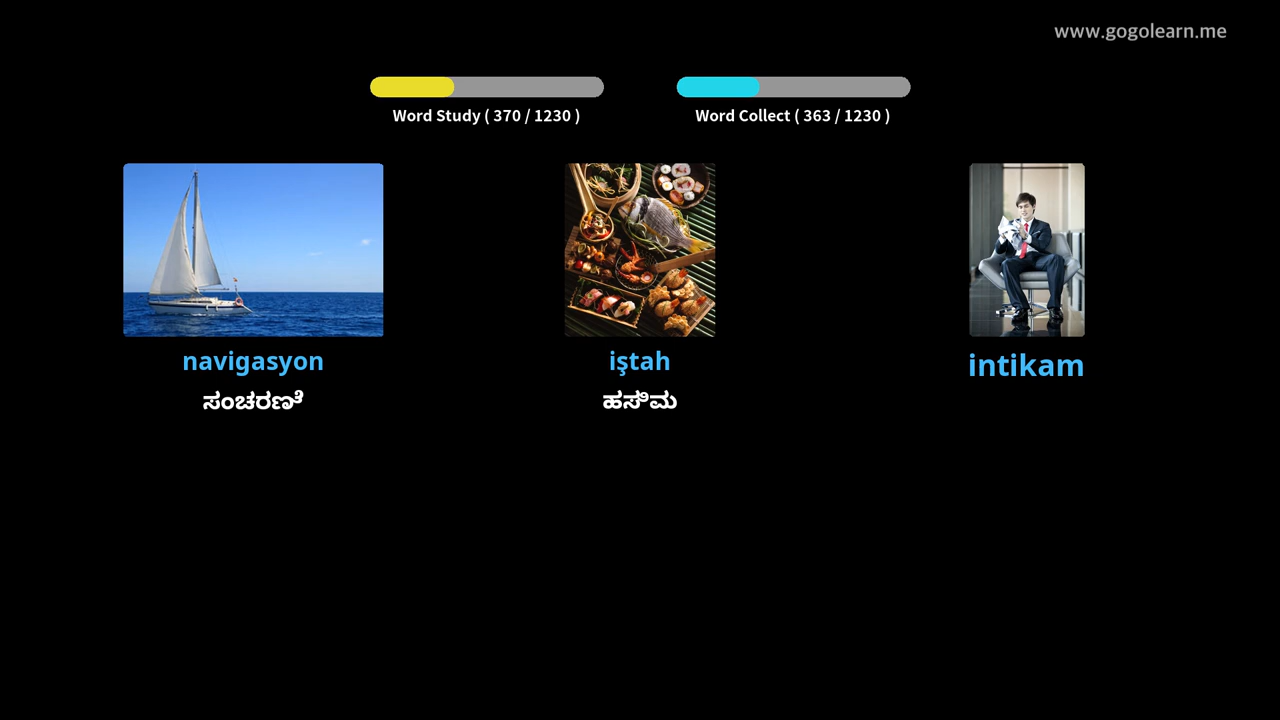 www.gogolearn.me
Word Study ( 370 / 1230 )
Word Collect ( 363 / 1230 )
navigasyon
iştah
intikam
ಸಂಚರಣೆ
ಹಸಿವು